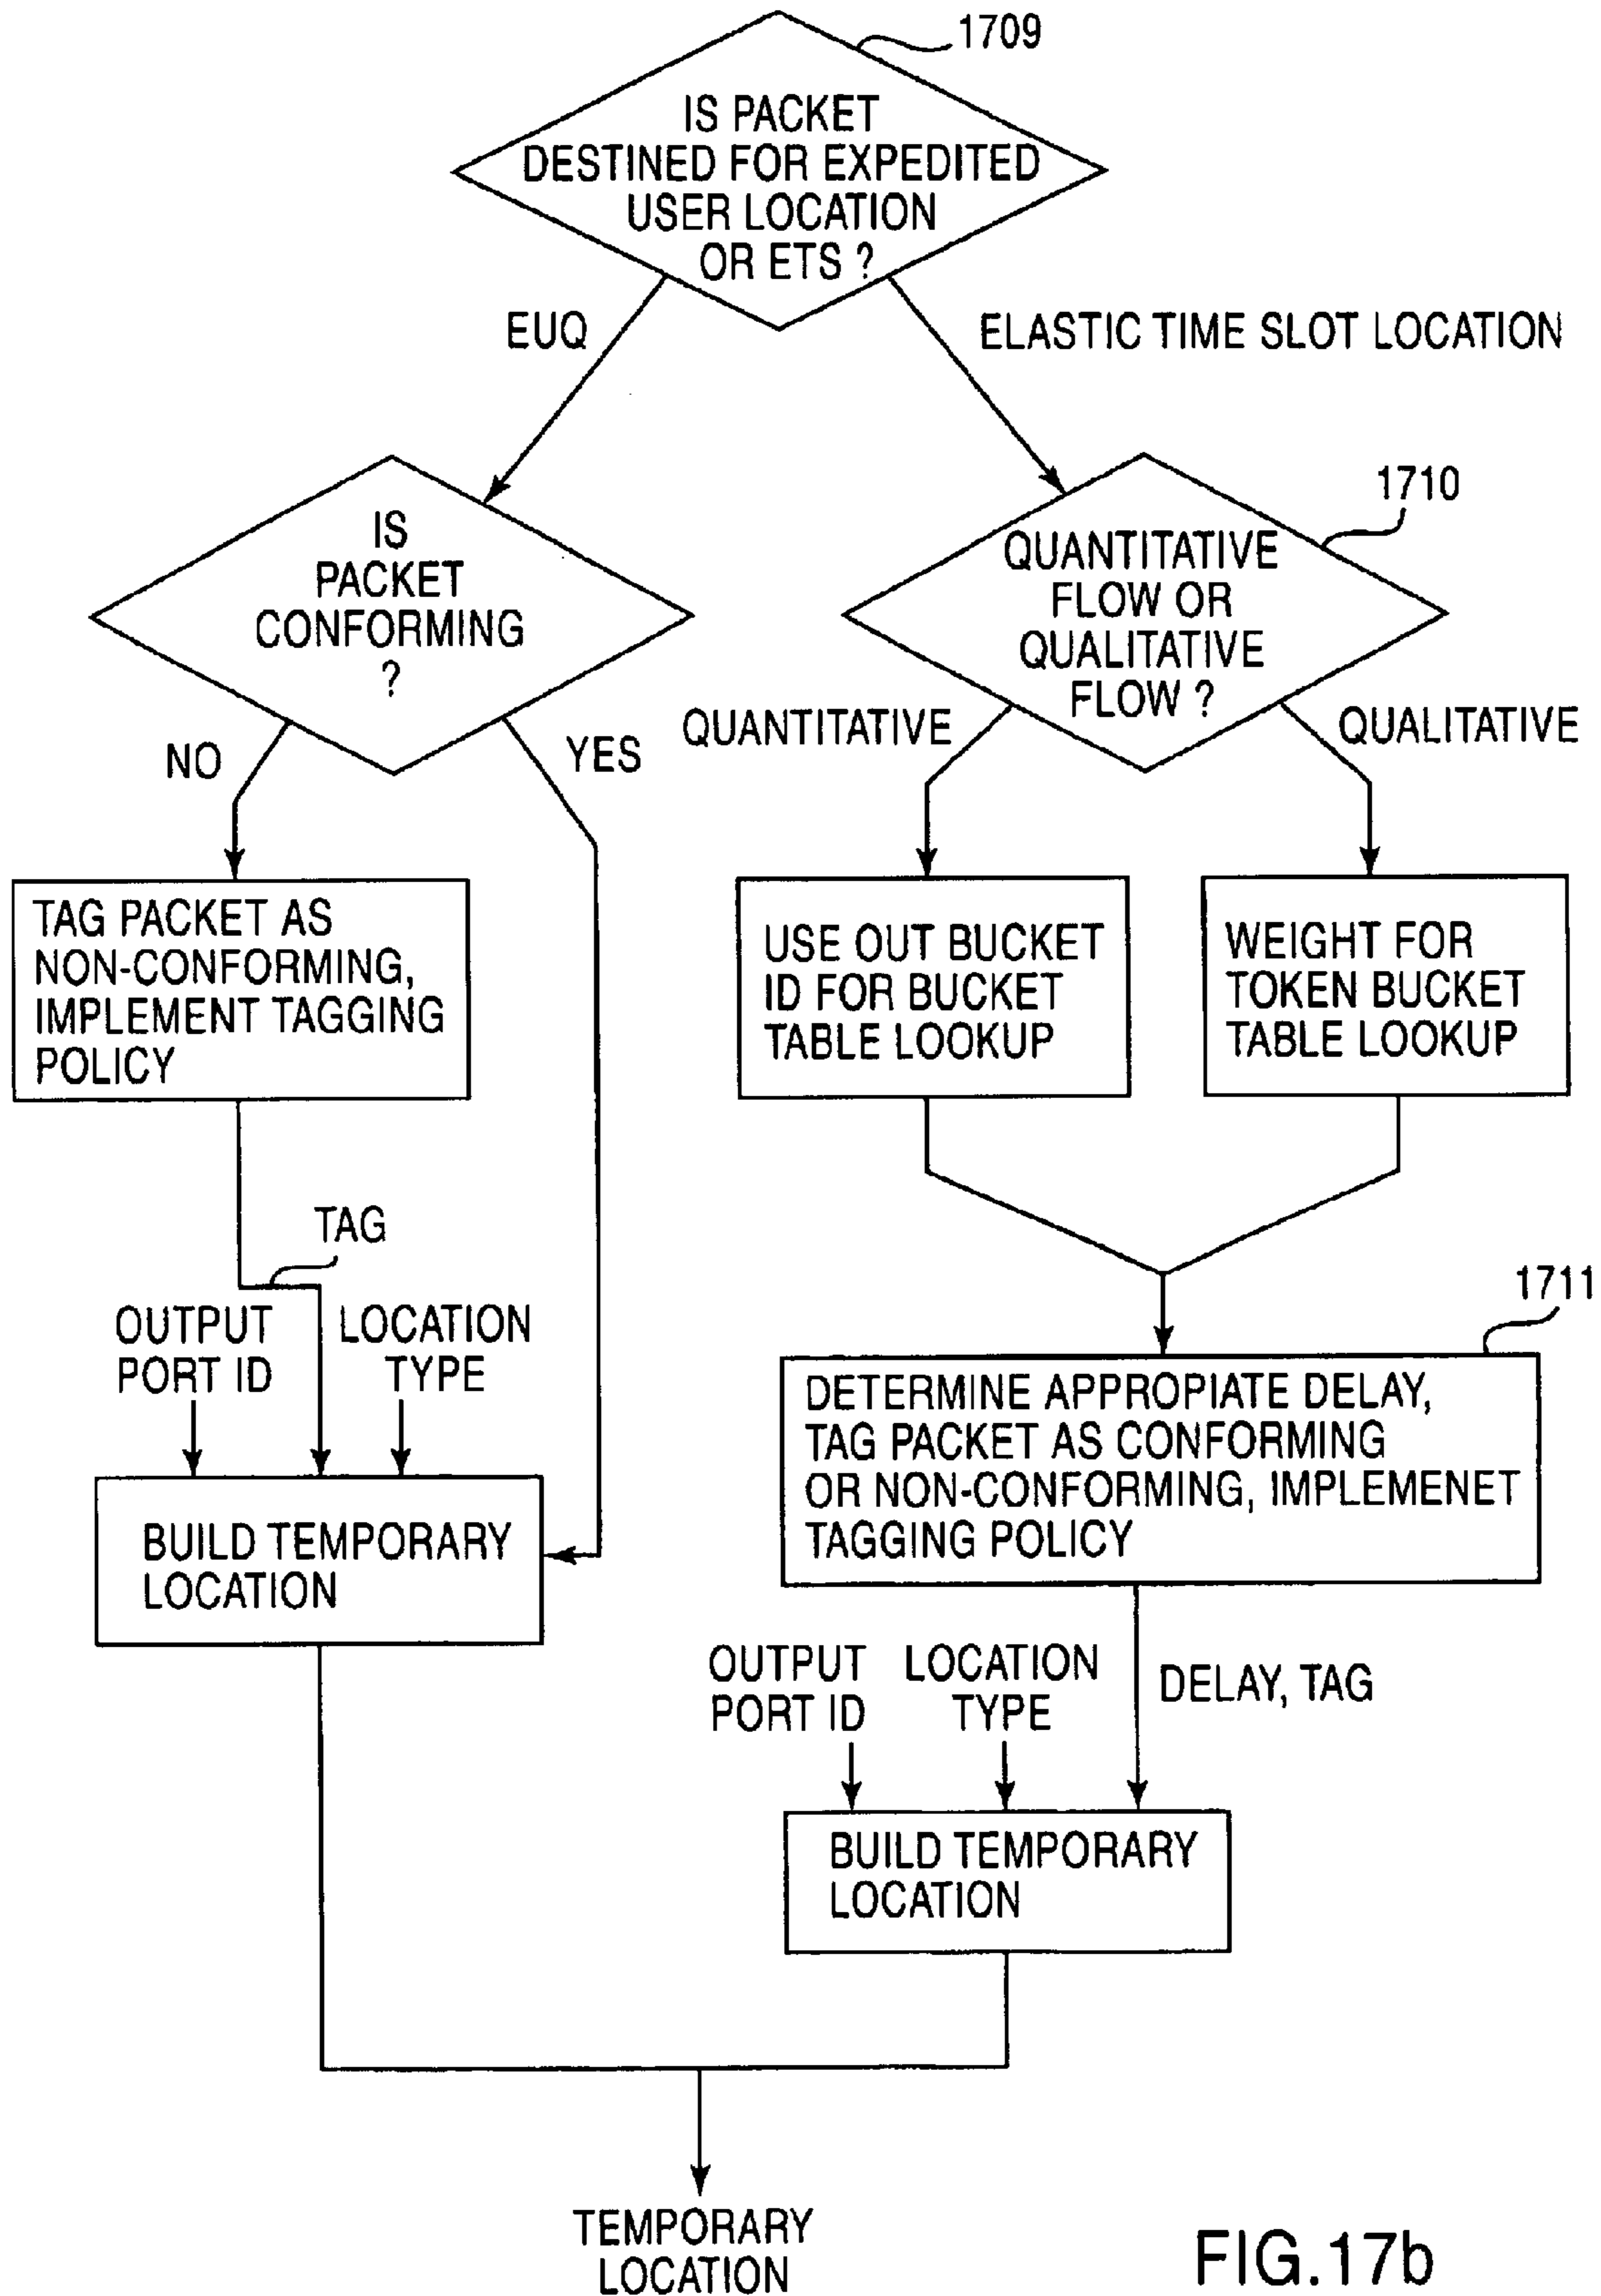 1709
IS PACKET
DESTINED FOR EXPEDITED
USER LOCATION
OR ETS ?
EUQ
ELASTIC TIME SLOT LOCATION
IS
PACKET
CONFORMING
?
1710
QUANTITATIVE
FLOW OR
QUALITATIVE
FLOW ?
NO
YES
QUANTITATIVE
QUALITATIVE
TAG PACKET AS
NON-CONFORMING,
IMPLEMENT TAGGING
POLICY
USE OUT BUCKET
ID FOR BUCKET
TABLE LOOKUP
WEIGHT FOR
TOKEN BUCKET
TABLE LOOKUP
TAG
OUTPUT
PORT ID
LOCATION
TYPE
1711
DETERMINE APPROPIATE DELAY,
TAG PACKET AS CONFORMING
OR NON-CONFORMING, IMPLEMENET
TAGGING POLICY
BUILD TEMPORARY
LOCATION
OUTPUT
PORT ID
LOCATION
TYPE
DELAY, TAG
BUILD TEMPORARY
LOCATION
TEMPORARY
LOCATION
FIG.17b